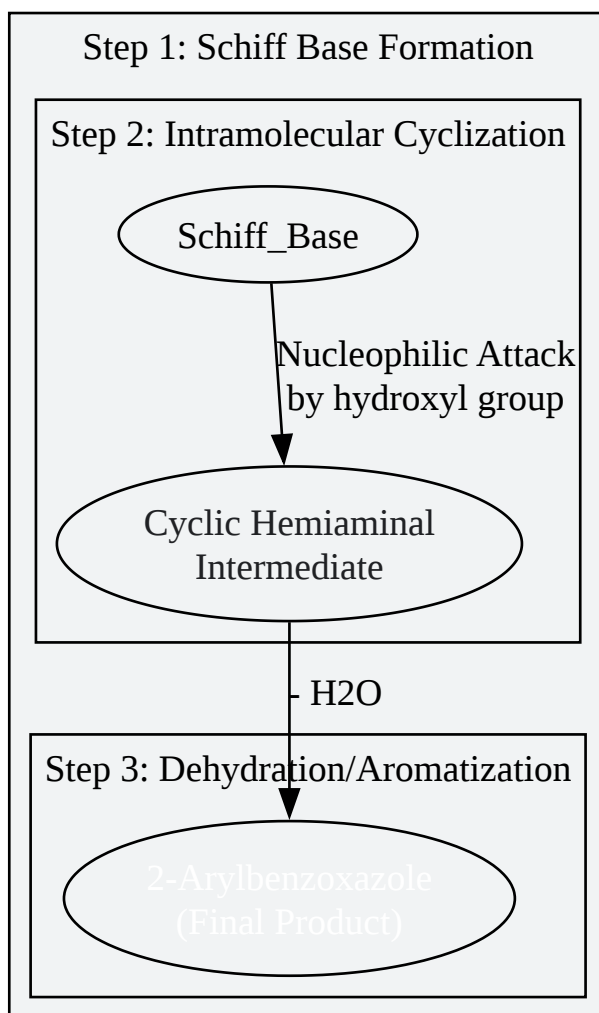 Step 1: Schiff Base Formation
Step 2: Intramolecular Cyclization
Schiff_Base
Nucleophilic Attack
by hydroxyl group
Cyclic Hemiaminal
Intermediate
- H2O
Step 3: Dehydration/Aromatization
2-Arylbenzoxazole
(Final Product)